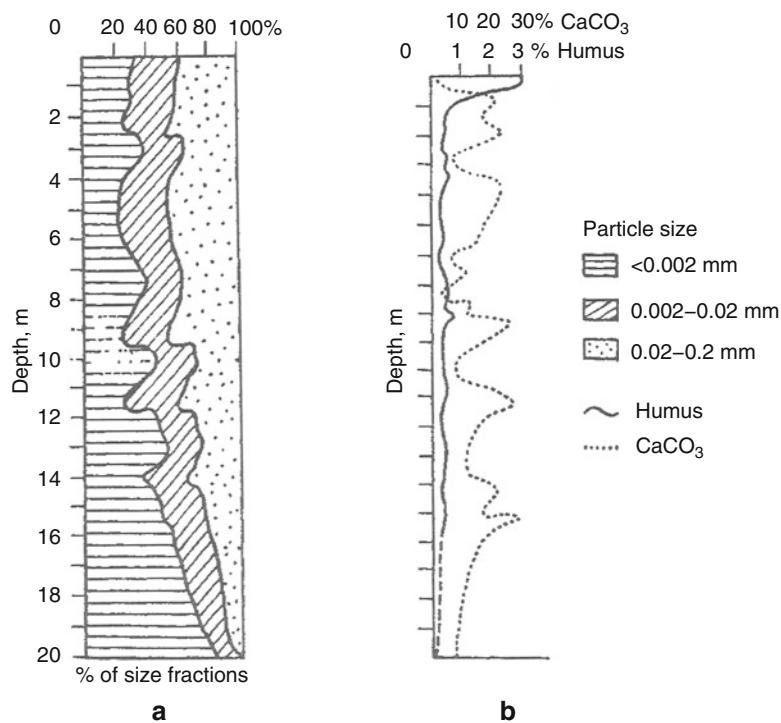 0 20 40 60 80 100%
2
4
6
8
10
12
14
16
18
20
Depth, m
% of size fractions
a
10 20 30% CaCO₃
0 1 2 3 % Humus
Depth, m
b
Particle size
<0.002 mm
0.002–0.02 mm
0.02–0.2 mm
Humus
CaCO₃